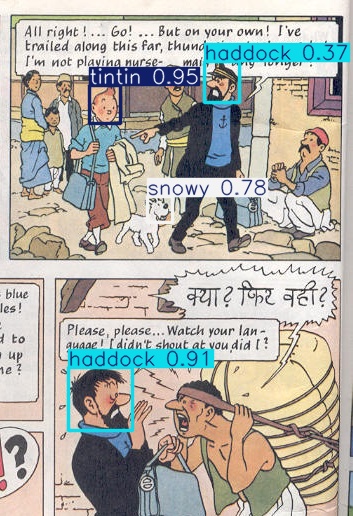 All right! ... Go! ... But on your own! I've
trailed along this far,
I'm not playing nurse-
tintin 0.95
haddock 0.37
snowy 0.78
क्या? फिर वही?
blue
les!
d to
up
me?
Please, please... Watch your lan-
guage! I didn't shout at you did I?
haddock 0.91
!?